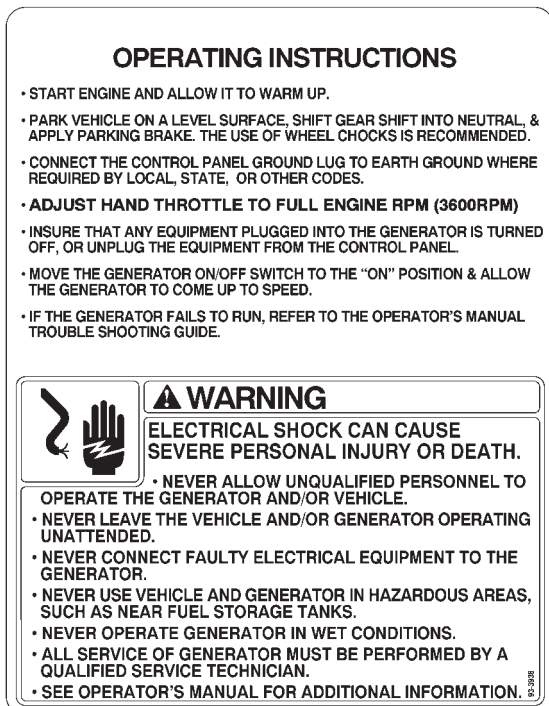 OPERATING INSTRUCTIONS
• START ENGINE AND ALLOW IT TO WARM UP.
• PARK VEHICLE ON A LEVEL SURFACE, SHIFT GEAR SHIFT INTO NEUTRAL, &
APPLY PARKING BRAKE. THE USE OF WHEEL CHOCKS IS RECOMMENDED.
• CONNECT THE CONTROL PANEL GROUND LUG TO EARTH GROUND WHERE
REQUIRED BY LOCAL, STATE, OR OTHER CODES.
• ADJUST HAND THROTTLE TO FULL ENGINE RPM (3600RPM)
• INSURE THAT ANY EQUIPMENT PLUGGED INTO THE GENERATOR IS TURNED
OFF, OR UNPLUG THE EQUIPMENT FROM THE CONTROL PANEL.
• MOVE THE GENERATOR ON/OFF SWITCH TO THE “ON” POSITION & ALLOW
THE GENERATOR TO COME UP TO SPEED.
• IF THE GENERATOR FAILS TO RUN, REFER TO THE OPERATOR'S MANUAL
TROUBLE SHOOTING GUIDE.
WARNING
ELECTRICAL SHOCK CAN CAUSE
SEVERE PERSONAL INJURY OR DEATH.
• NEVER ALLOW UNQUALIFIED PERSONNEL TO
OPERATE THE GENERATOR AND/OR VEHICLE.
• NEVER LEAVE THE VEHICLE AND/OR GENERATOR OPERATING
UNATTENDED.
• NEVER CONNECT FAULTY ELECTRICAL EQUIPMENT TO THE
GENERATOR.
• NEVER USE VEHICLE AND GENERATOR IN HAZARDOUS AREAS,
SUCH AS NEAR FUEL STORAGE TANKS.
• NEVER OPERATE GENERATOR IN WET CONDITIONS.
• ALL SERVICE OF GENERATOR MUST BE PERFORMED BY A
QUALIFIED SERVICE TECHNICIAN.
• SEE OPERATOR'S MANUAL FOR ADDITIONAL INFORMATION.
93-3938